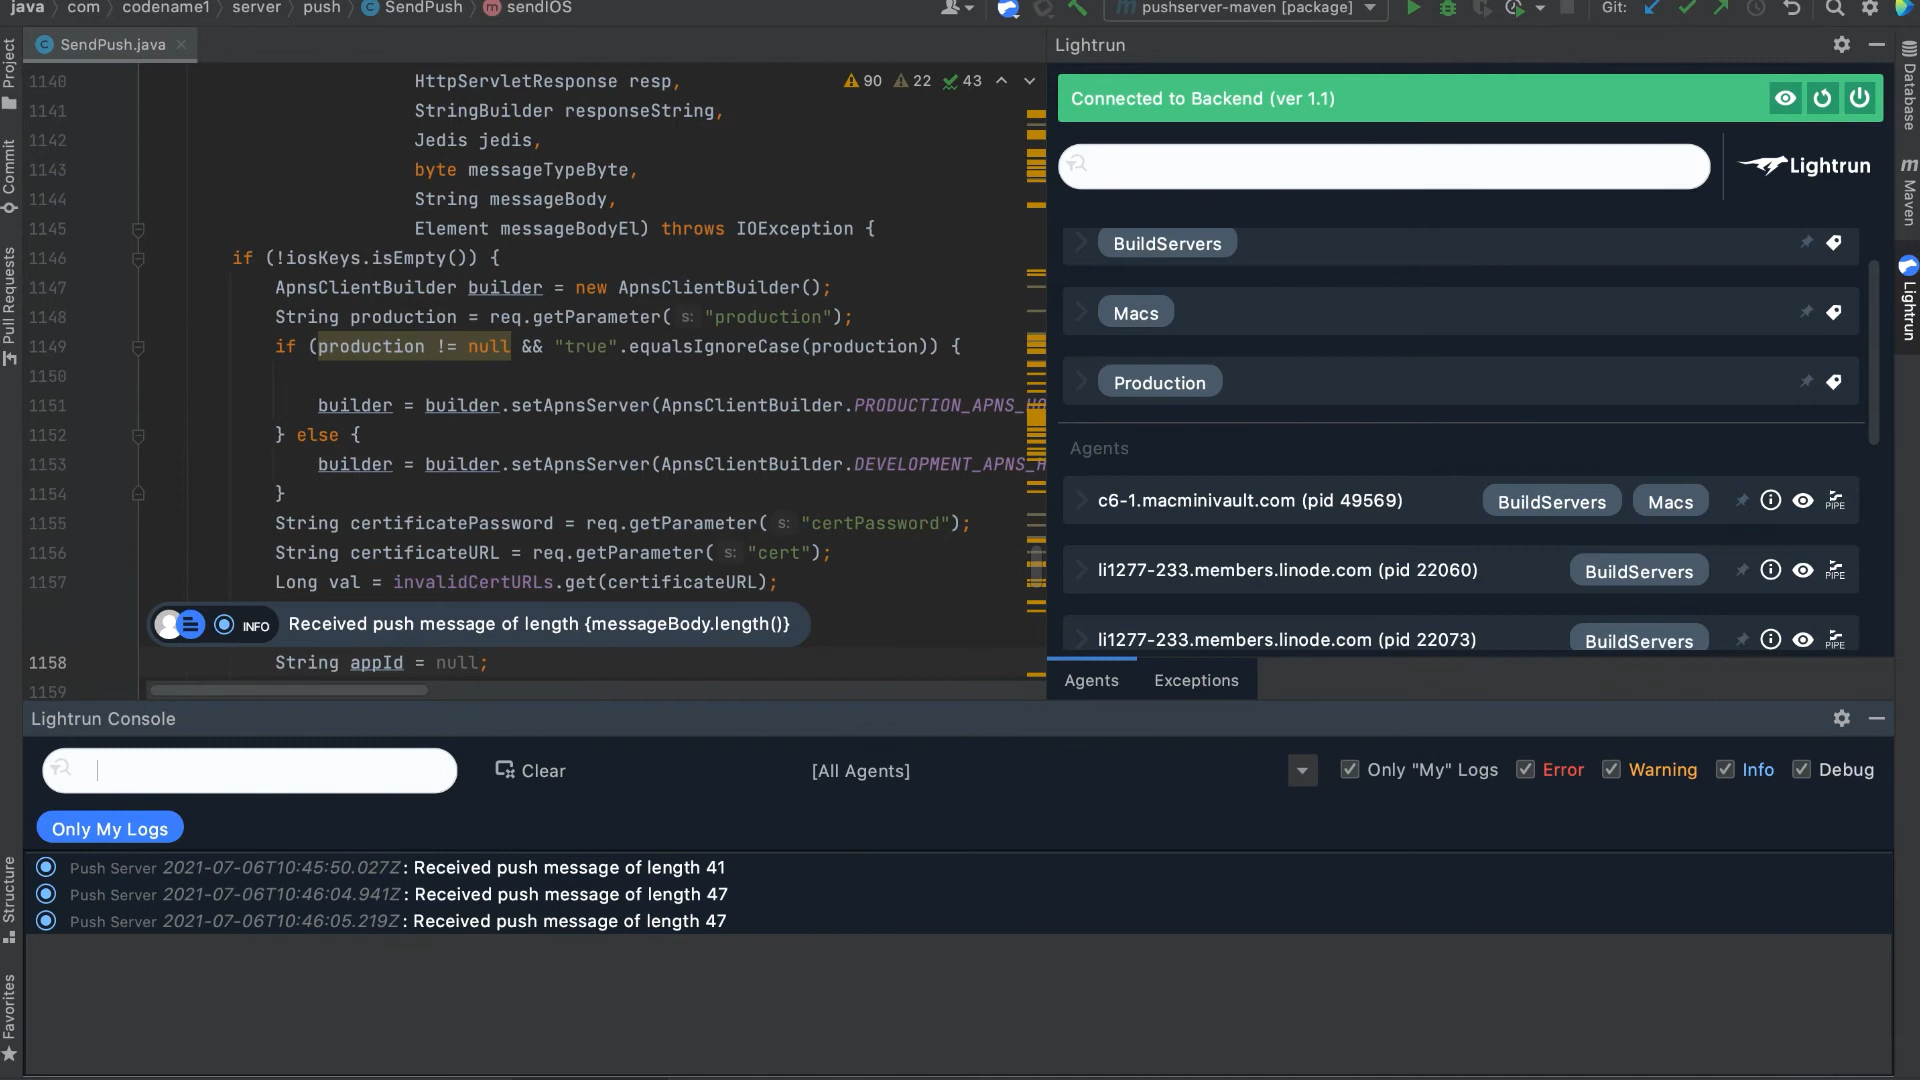 java com codename1 server push SendPush sendIOS
pushserver-maven [package]
Git:
SendPush.java
Lightrun
1140 HttpServletResponse resp,
90 22 43
1141 StringBuilder responseString,
1142 Jedis jedis,
1143 byte messageTypeByte,
1144 String messageBody,
1145 Element messageBodyEl) throws IOException {
1146 if (!iosKeys.isEmpty()) {
1147 ApnsClientBuilder builder = new ApnsClientBuilder();
1148 String production = req.getParameter( s: "production");
1149 if (production != null && "true".equalsIgnoreCase(production)) {
1150
1151 builder = builder.setApnsServer(ApnsClientBuilder.PRODUCTION_APNS_HO
1152 } else {
1153 builder = builder.setApnsServer(ApnsClientBuilder.DEVELOPMENT_APNS_H
1154 }
1155 String certificatePassword = req.getParameter( s: "certPassword");
1156 String certificateURL = req.getParameter( s: "cert");
1157 Long val = invalidCertURLs.get(certificateURL);
INFO Received push message of length {messageBody.length()}
1158 String appId = null;
1159
Connected to Backend (ver 1.1)
Lightrun
BuildServers
Macs
Production
Agents
c6-1.macminivault.com (pid 49569) BuildServers Macs PIPE
li1277-233.members.linode.com (pid 22060) BuildServers PIPE
li1277-233.members.linode.com (pid 22073) BuildServers PIPE
Agents Exceptions
Lightrun Console
Clear [All Agents] Only "My" Logs Error Warning Info Debug
Only My Logs
Push Server 2021-07-06T10:45:50.027Z: Received push message of length 41
Push Server 2021-07-06T10:46:04.941Z: Received push message of length 47
Push Server 2021-07-06T10:46:05.219Z: Received push message of length 47
Project
Commit
Pull Requests
Structure
Favorites
Database
m Maven
Lightrun